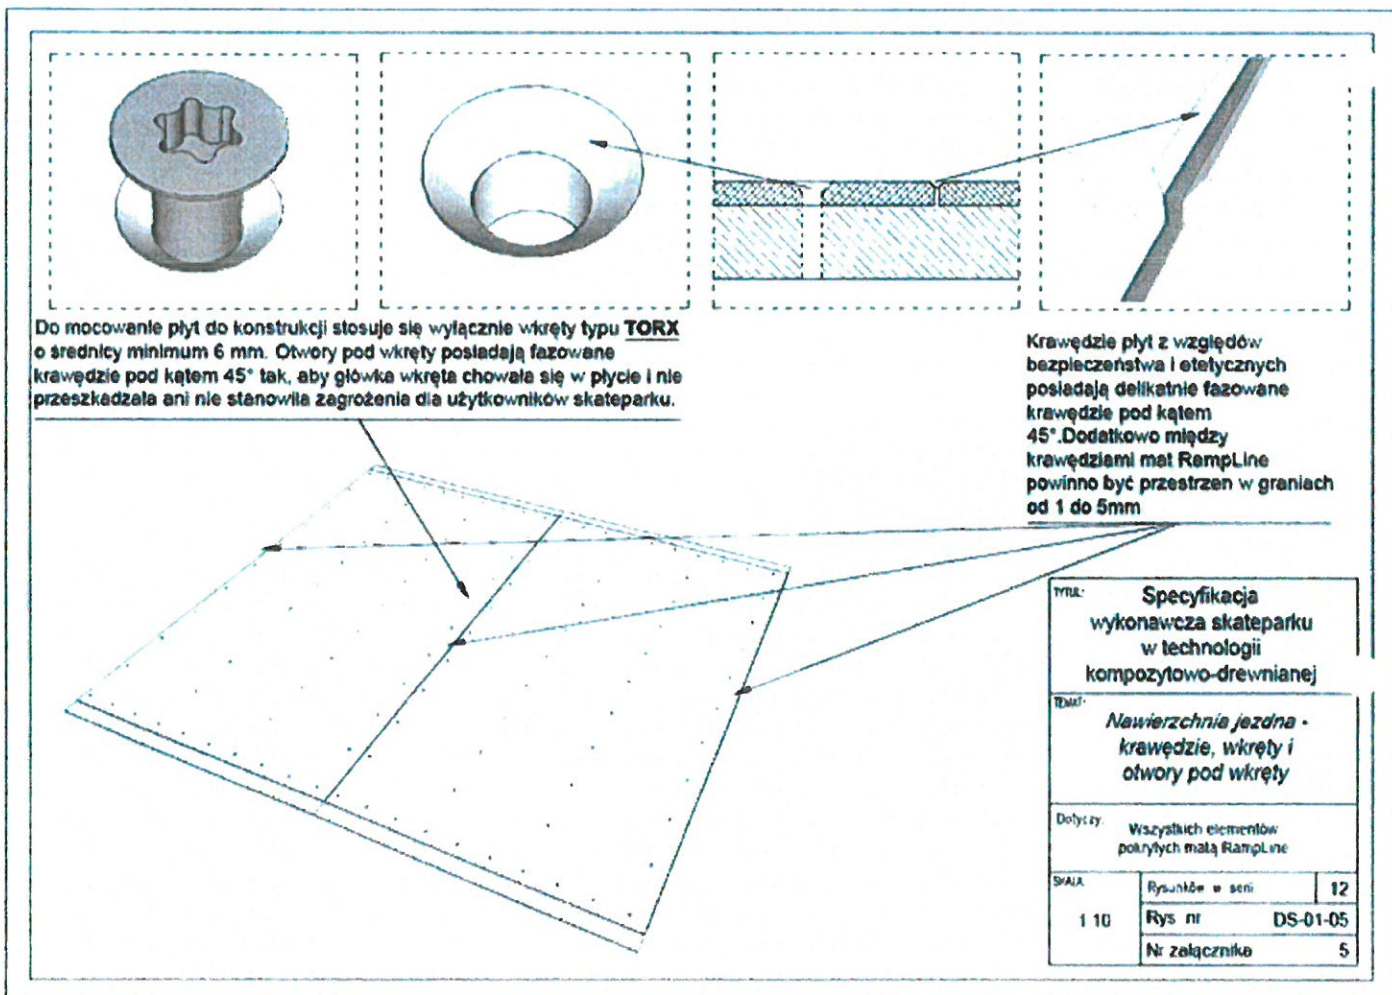 Do mocowanie płyt do konstrukcji stosuje się wyłącznie wkręty typu TORX
o średnicy minimum 6 mm. Otwory pod wkręty posiadają fazowane
krawędzie pod kątem 45° tak, aby główka wkręta chowała się w płycie i nie
przeszkadzała ani nie stanowiła zagrożenia dla użytkowników skateparku.
Krawędzie płyt z względów
bezpieczeństwa i etetycznych
posiadają delikatnie fazowane
krawędzie pod kątem
45°.Dodatkowo między
krawędziami mat RampLine
powinno być przestrzen w graniach
od 1 do 5mm
TYTUŁ:
Specyfikacja
wykonawcza skateparku
w technologii
kompozytowo-drewnianej
TEMAT:
Nawierzchnia jezdna -
krawędzie, wkręty i
otwory pod wkręty
Dotyczy:
Wszystkich elementów
pokrytych matą RampLine
SKALA
1 10
Rysunków w serii 12
Rys nr DS-01-05
Nr załącznika 5